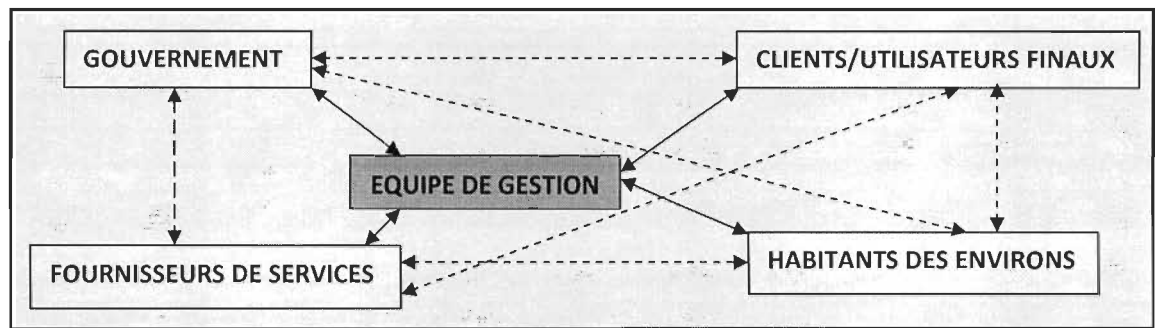 GOUVERNEMENT
CLIENTS/UTILISATEURS FINAUX
EQUIPE DE GESTION
FOURNISSEURS DE SERVICES
HABITANTS DES ENVIRONS